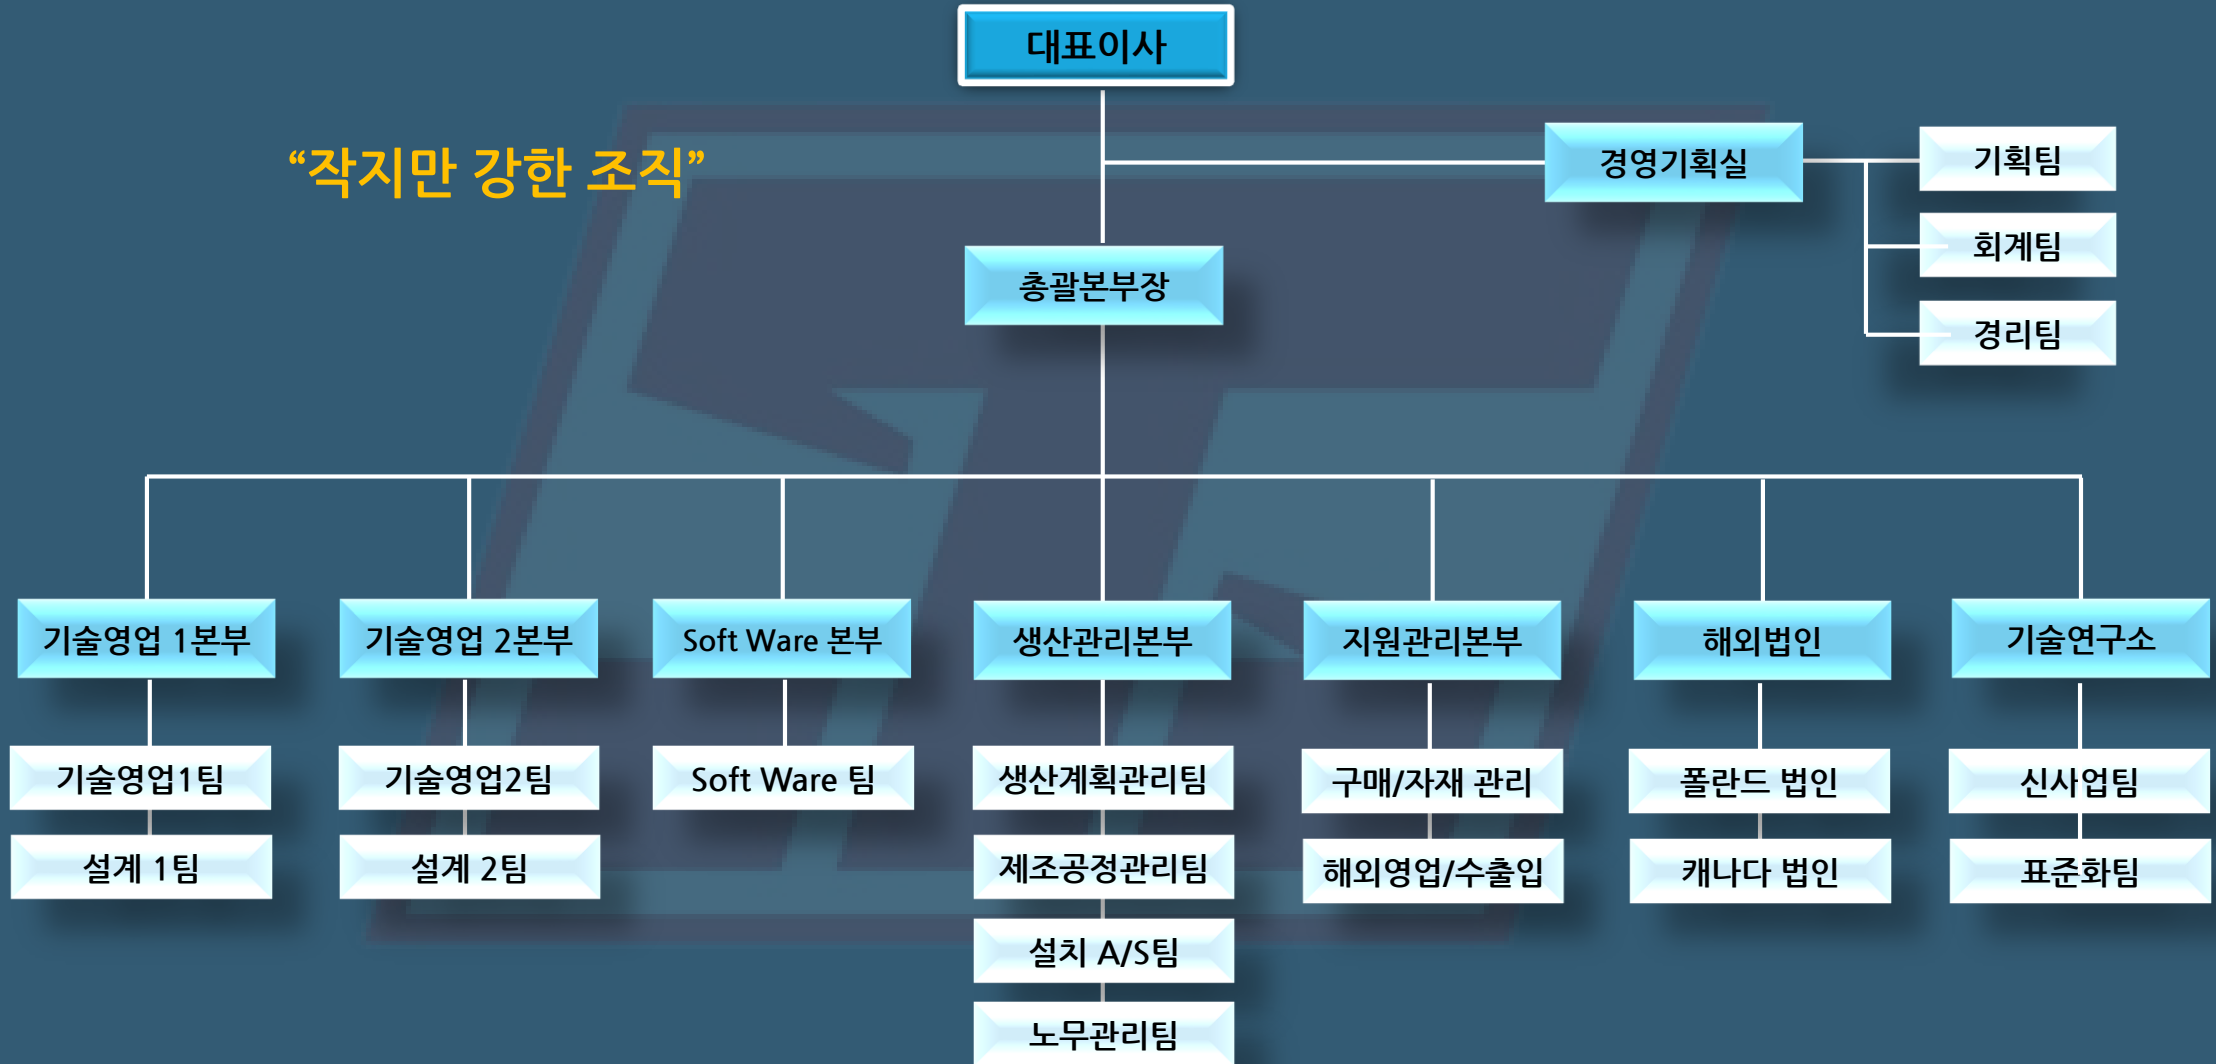 대표이사
“작지만 강한 조직”
경영기획실
기획팀
회계팀
경리팀
총괄본부장
기술영업 1본부
기술영업 2본부
Soft Ware 본부
생산관리본부
지원관리본부
해외법인
기술연구소
기술영업1팀
기술영업2팀
Soft Ware 팀
생산계획관리팀
구매/자재 관리
폴란드 법인
신사업팀
설계 1팀
설계 2팀
제조공정관리팀
해외영업/수출입
캐나다 법인
표준화팀
설치 A/S팀
노무관리팀